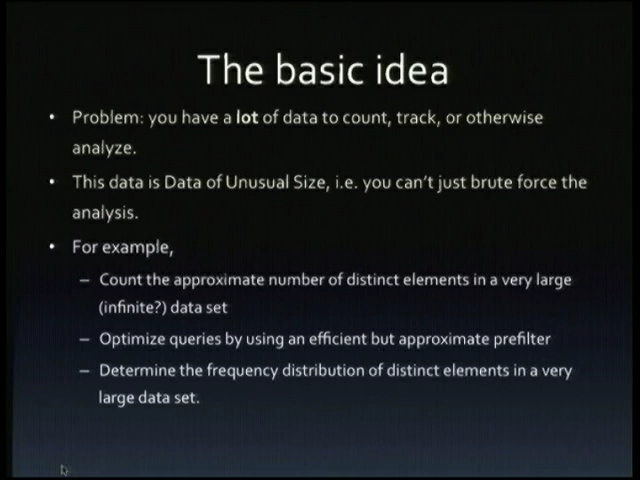 The basic idea
• Problem: you have a lot of data to count, track, or otherwise
analyze.
• This data is Data of Unusual Size, i.e. you can't just brute force the
analysis.
• For example,
– Count the approximate number of distinct elements in a very large
(infinite?) data set
– Optimize queries by using an efficient but approximate prefilter
– Determine the frequency distribution of distinct elements in a very
large data set.